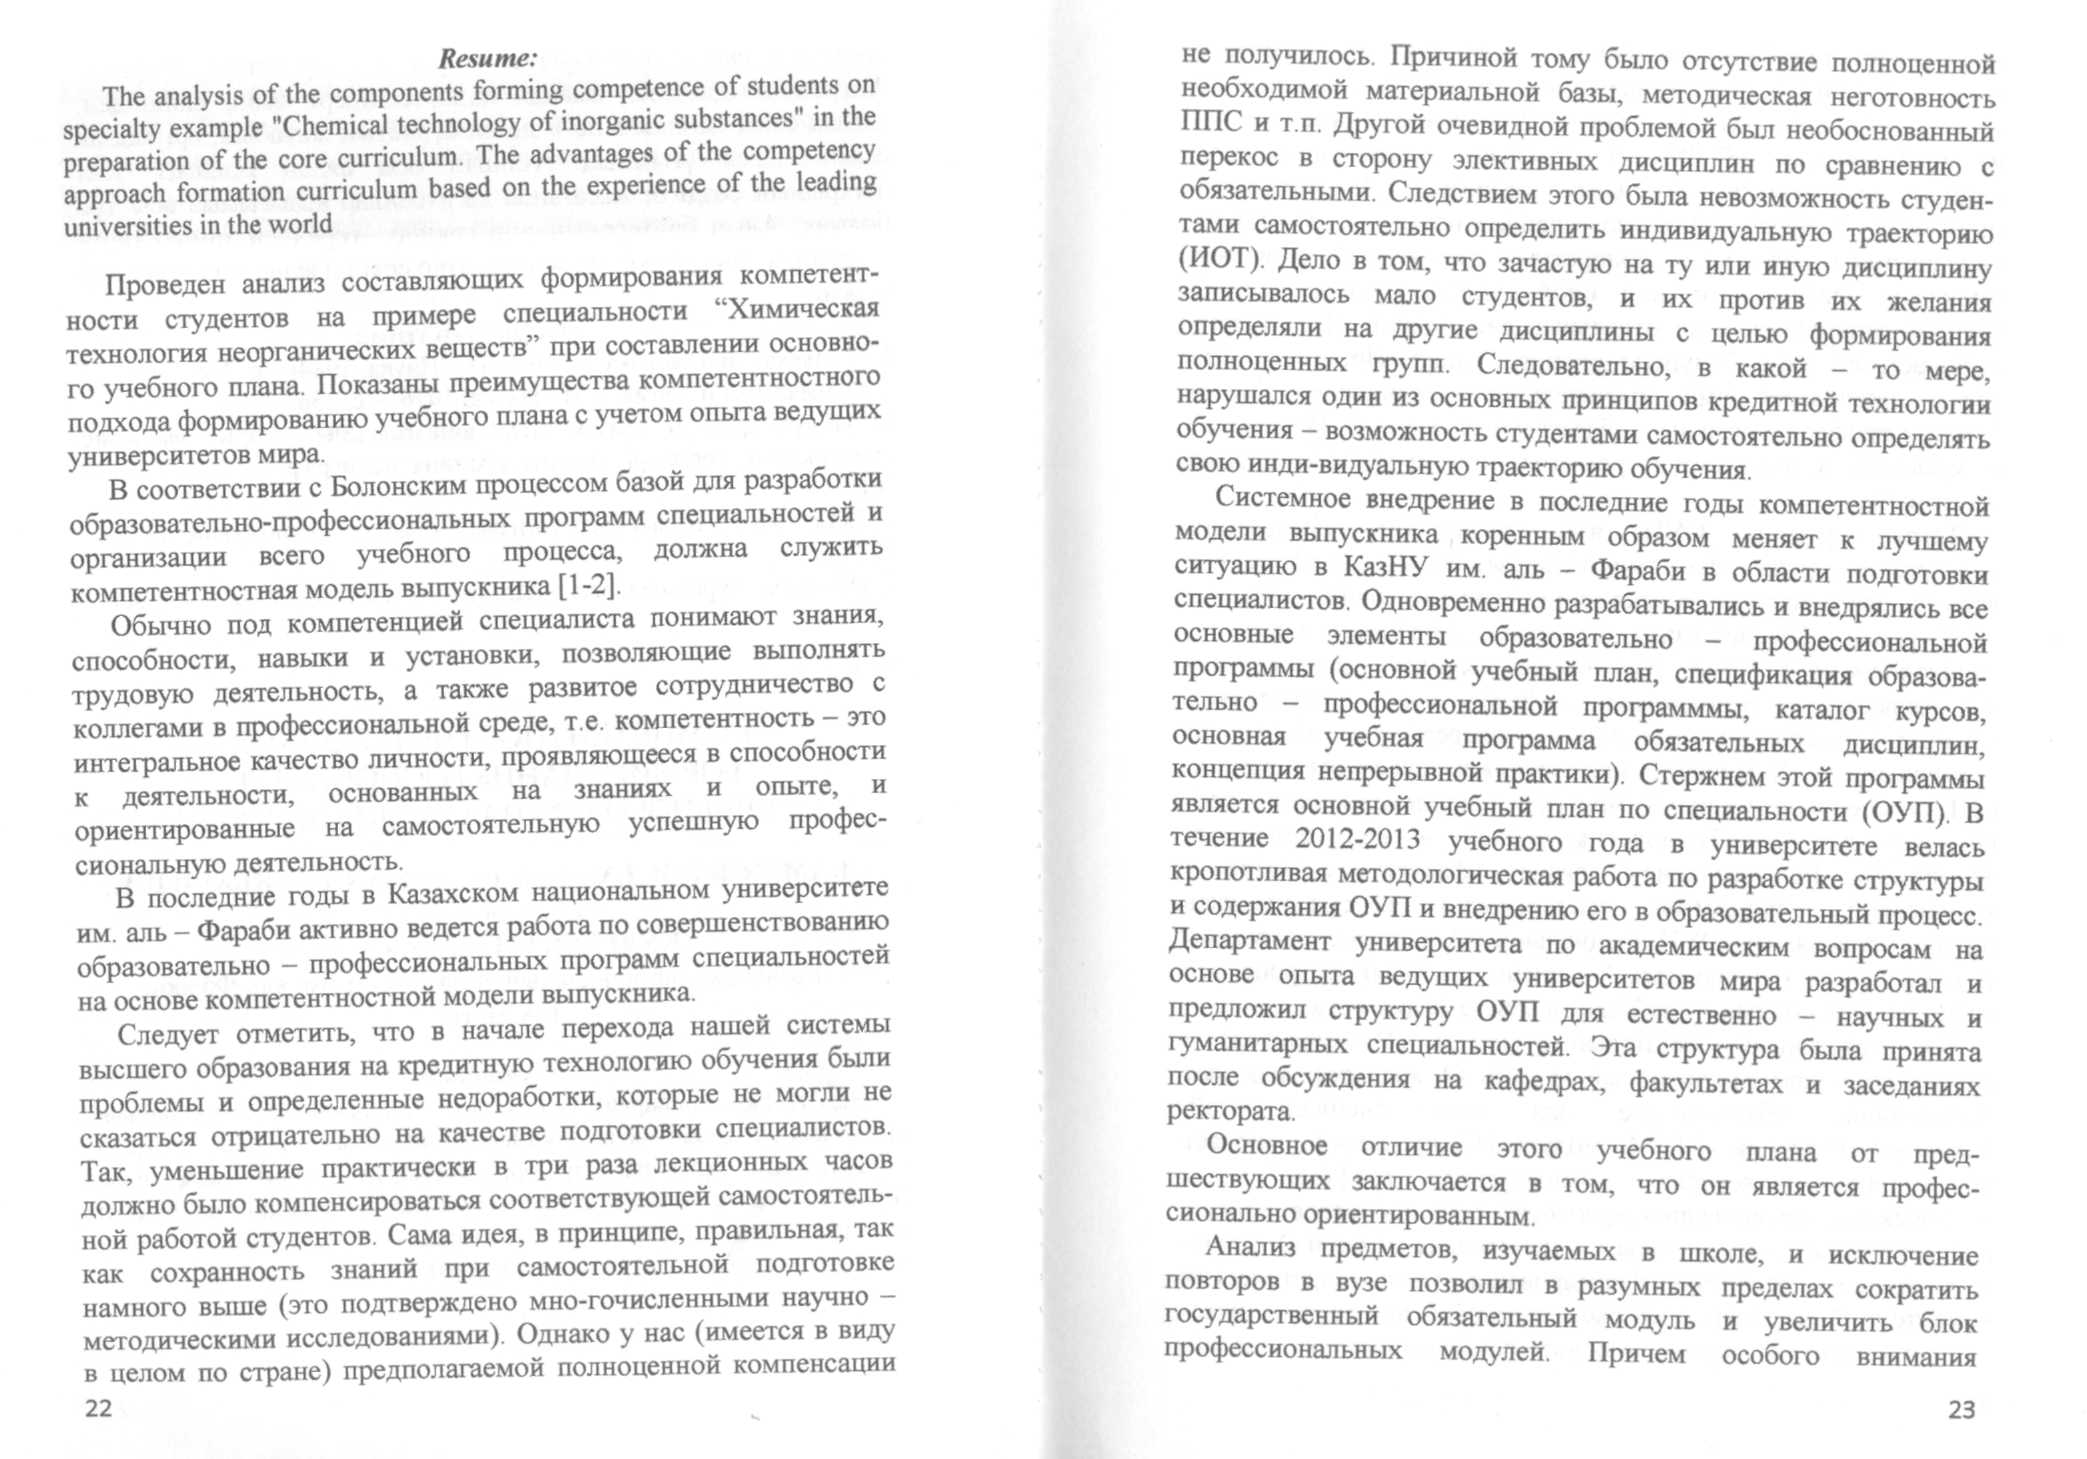 Resume:
The analysis of the components forming competence of students on
specialty example "Chemical technology of inorganic substances" in the
preparation of the core curriculum. The advantages of the competency
approach formation curriculum based on the experience of the leading
universities in the world
Проведен анализ составляющих формирования компетент-
ности студентов на примере специальности “Химическая
технология неорганических веществ” при составлении основно-
го учебного плана. Показаны преимущества компетентностного
подхода формированию учебного плана с учетом опыта ведущих
университетов мира.
В соответствии с Болонским процессом базой для разработки
образовательно-профессиональных программ специальностей и
организации всего учебного процесса, должна служить
компетентностная модель выпускника [1-2].
Обычно под компетенцией специалиста понимают знания,
способности, навыки и установки, позволяющие выполнять
трудовую деятельность, а также развитое сотрудничество с
коллегами в профессиональной среде, т.е. компетентность – это
интегральное качество личности, проявляющееся в способности
к деятельности, основанных на знаниях и опыте, и
ориентированные на самостоятельную успешную профес-
сиональную деятельность.
В последние годы в Казахском национальном университете
им. аль – Фараби активно ведется работа по совершенствованию
образовательно – профессиональных программ специальностей
на основе компетентностной модели выпускника.
Следует отметить, что в начале перехода нашей системы
высшего образования на кредитную технологию обучения были
проблемы и определенные недоработки, которые не могли не
сказаться отрицательно на качестве подготовки специалистов.
Так, уменьшение практически в три раза лекционных часов
должно было компенсироваться соответствующей самостоятель-
ной работой студентов. Сама идея, в принципе, правильная, так
как сохранность знаний при самостоятельной подготовке
намного выше (это подтверждено мно-гочисленными научно –
методическими исследованиями). Однако у нас (имеется в виду
в целом по стране) предполагаемой полноценной компенсации
22
не получилось. Причиной тому было отсутствие полноценной
необходимой материальной базы, методическая неготовность
ППС и т.п. Другой очевидной проблемой был необоснованный
перекос в сторону элективных дисциплин по сравнению с
обязательными. Следствием этого была невозможность студен-
тами самостоятельно определить индивидуальную траекторию
(ИОТ). Дело в том, что зачастую на ту или иную дисциплину
записывалось мало студентов, и их против их желания
определяли на другие дисциплины с целью формирования
полноценных групп. Следовательно, в какой – то мере,
нарушался один из основных принципов кредитной технологии
обучения – возможность студентами самостоятельно определять
свою инди-видуальную траекторию обучения.
Системное внедрение в последние годы компетентностной
модели выпускника коренным образом меняет к лучшему
ситуацию в КазНУ им. аль – Фараби в области подготовки
специалистов. Одновременно разрабатывались и внедрялись все
основные элементы образовательно – профессиональной
программы (основной учебный план, спецификация образова-
тельно – профессиональной программмы, каталог курсов,
основная учебная программа обязательных дисциплин,
концепция непрерывной практики). Стержнем этой программы
является основной учебный план по специальности (ОУП). В
течение 2012-2013 учебного года в университете велась
кропотливая методологическая работа по разработке структуры
и содержания ОУП и внедрению его в образовательный процесс.
Департамент университета по академическим вопросам на
основе опыта ведущих университетов мира разработал и
предложил структуру ОУП для естественно – научных и
гуманитарных специальностей. Эта структура была принята
после обсуждения на кафедрах, факультетах и заседаниях
ректората.
Основное отличие этого учебного плана от пред-
шествующих заключается в том, что он является профес-
сионально ориентированным.
Анализ предметов, изучаемых в школе, и исключение
повторов в вузе позволил в разумных пределах сократить
государственный обязательный модуль и увеличить блок
профессиональных модулей. Причем особого внимания
23